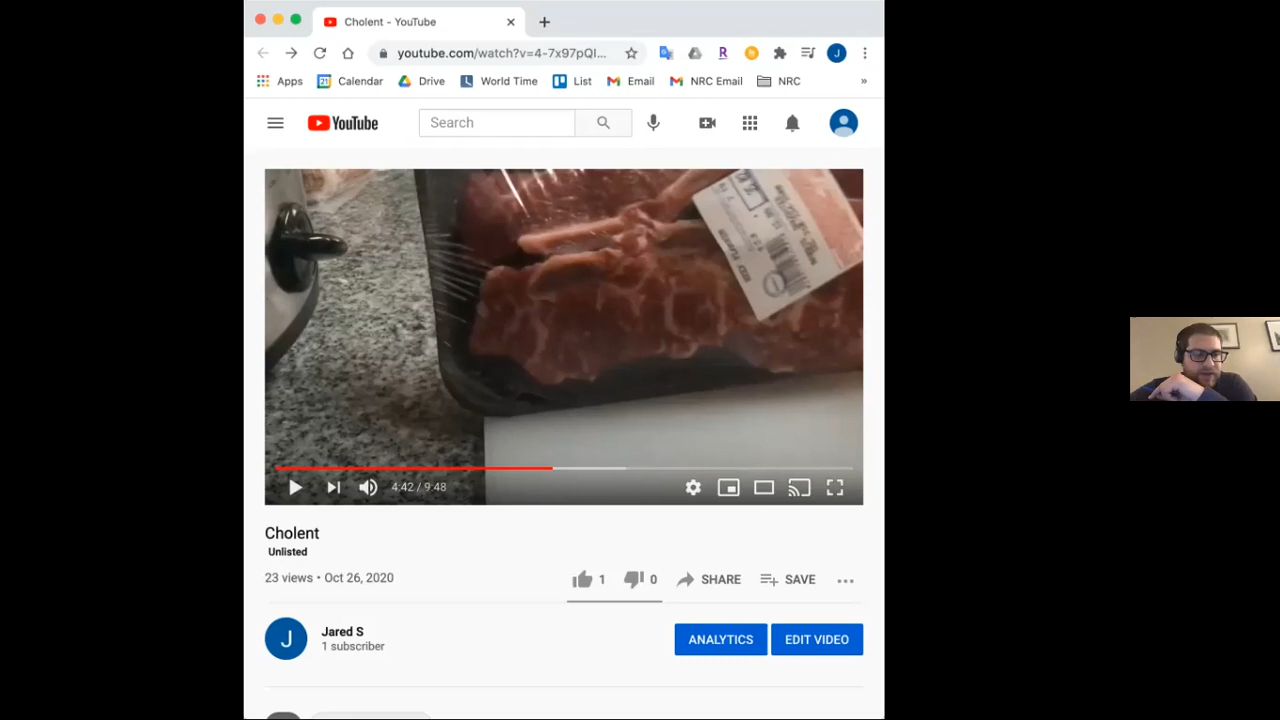 Cholent - YouTube
youtube.com/watch?v=4-7x97pQI...
R
J
Apps
21 Calendar
Drive
World Time
List
Email
NRC Email
NRC
»
YouTube
Search
4:42 / 9:48
Cholent
Unlisted
23 views • Oct 26, 2020
1
0
SHARE
SAVE
J
Jared S
1 subscriber
ANALYTICS
EDIT VIDEO